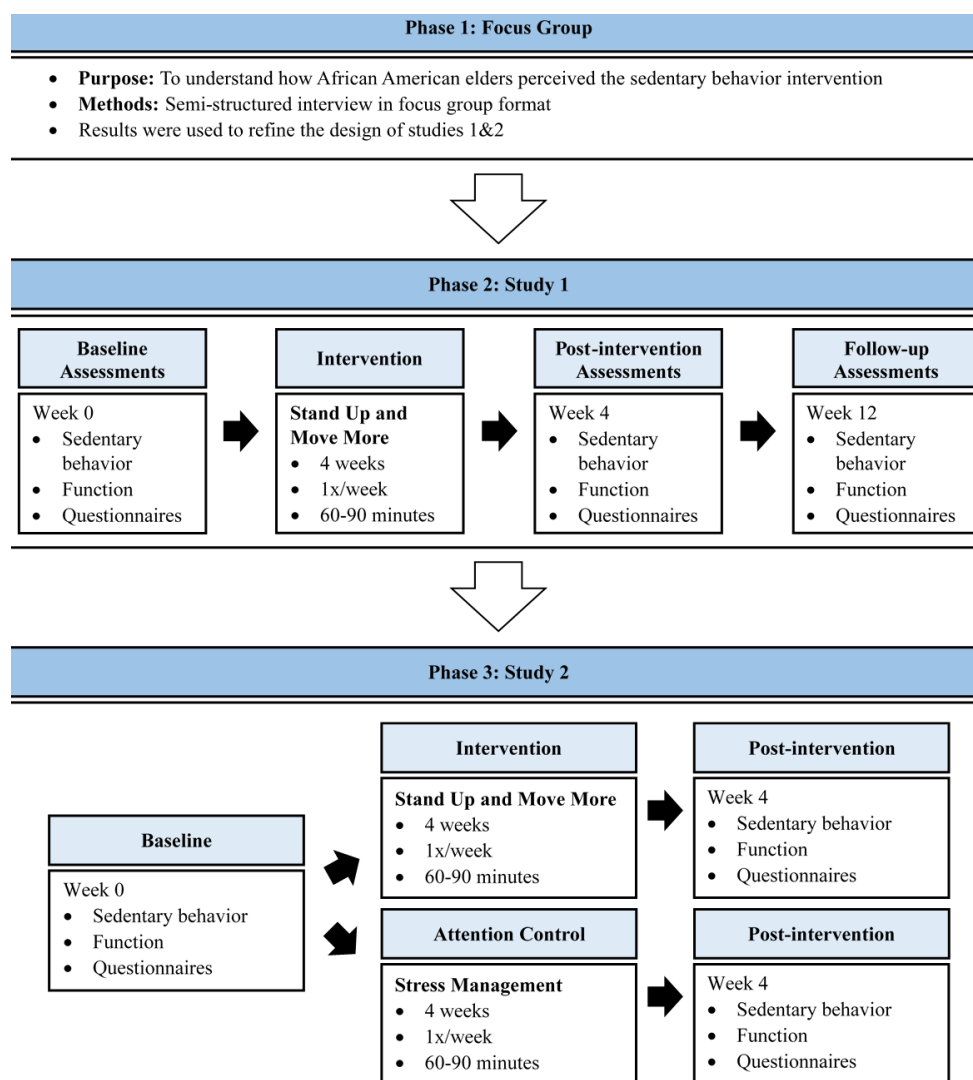 Phase 1: Focus Group
• Purpose: To understand how African American elders perceived the sedentary behavior intervention
• Methods: Semi-structured interview in focus group format
• Results were used to refine the design of studies 1&2
Phase 2: Study 1
Baseline
Assessments
Week 0
• Sedentary
behavior
• Function
• Questionnaires
Intervention
Stand Up and
Move More
• 4 weeks
• 1x/week
• 60-90 minutes
Post-intervention
Assessments
Week 4
• Sedentary
behavior
• Function
• Questionnaires
Follow-up
Assessments
Week 12
• Sedentary
behavior
• Function
• Questionnaires
Phase 3: Study 2
Baseline
Week 0
• Sedentary behavior
• Function
• Questionnaires
Intervention
Stand Up and Move More
• 4 weeks
• 1x/week
• 60-90 minutes
Post-intervention
Week 4
• Sedentary behavior
• Function
• Questionnaires
Attention Control
Stress Management
• 4 weeks
• 1x/week
• 60-90 minutes
Post-intervention
Week 4
• Sedentary behavior
• Function
• Questionnaires